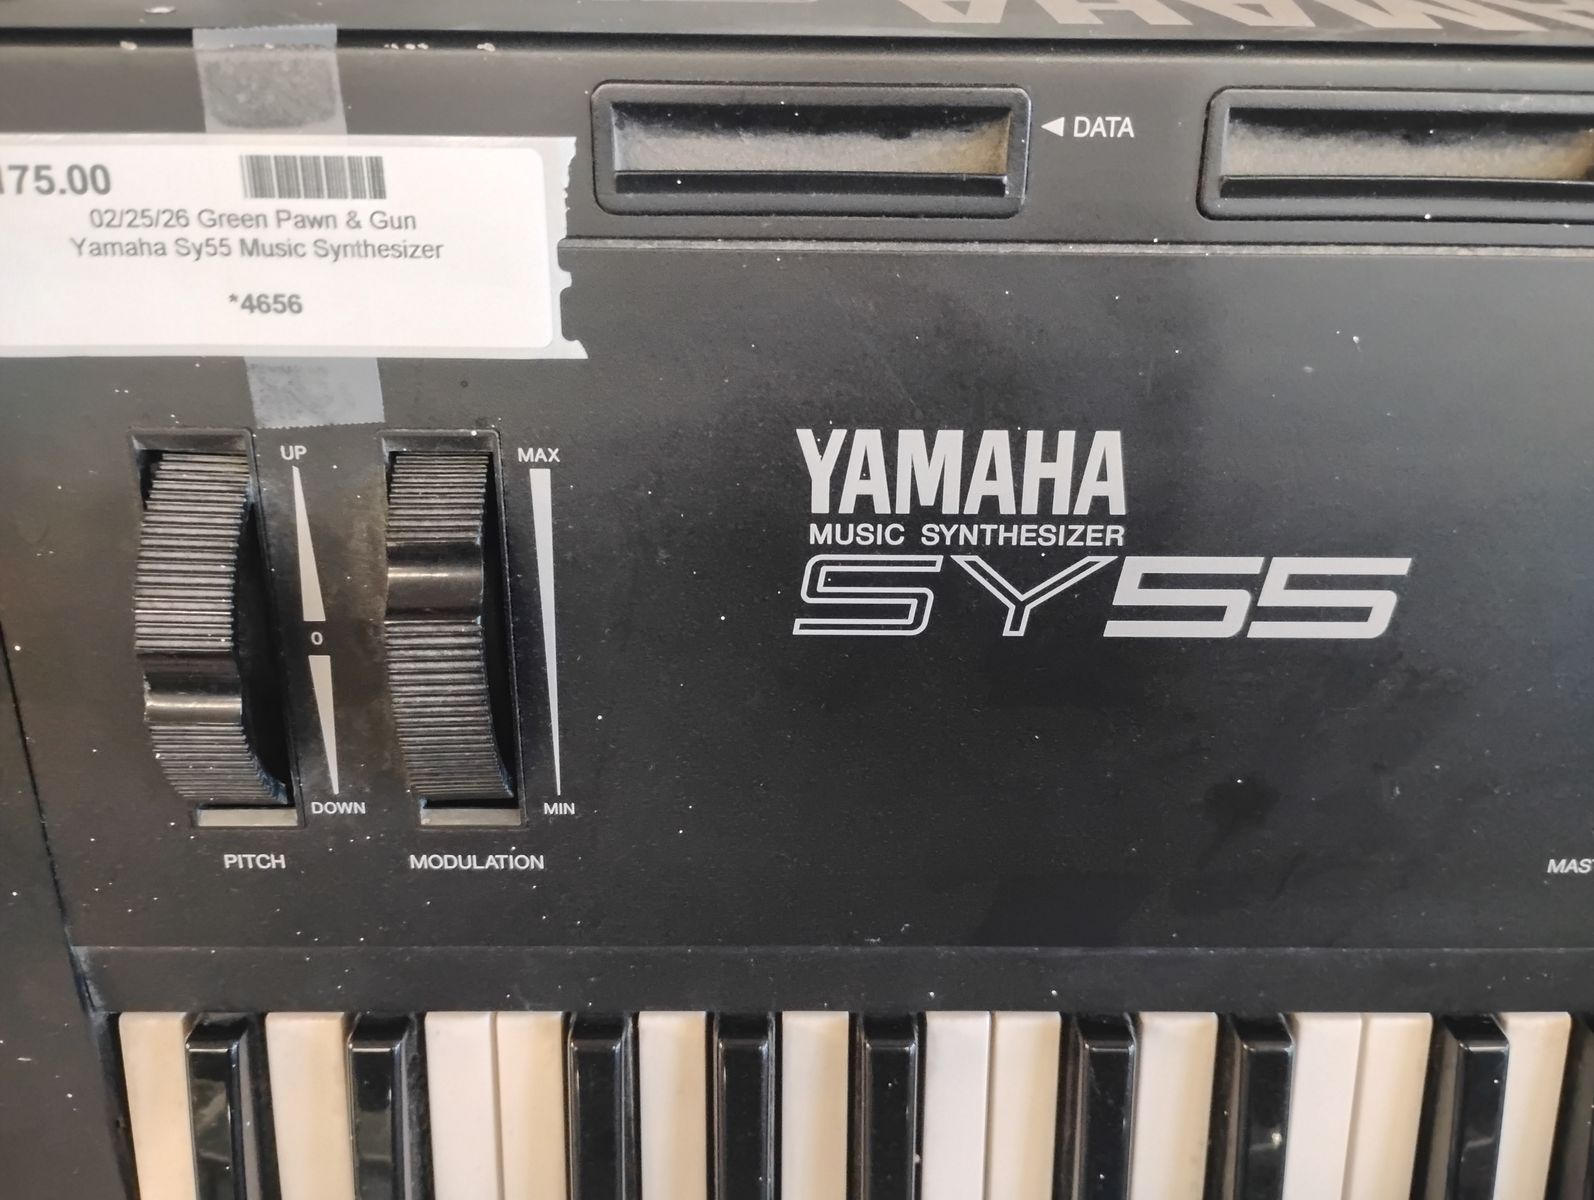 YAMAHA
◄ DATA
175.00
02/25/26 Green Pawn & Gun
Yamaha Sy55 Music Synthesizer
*4656
UP
MAX
0
DOWN
MIN
PITCH
MODULATION
YAMAHA
MUSIC SYNTHESIZER
SY55